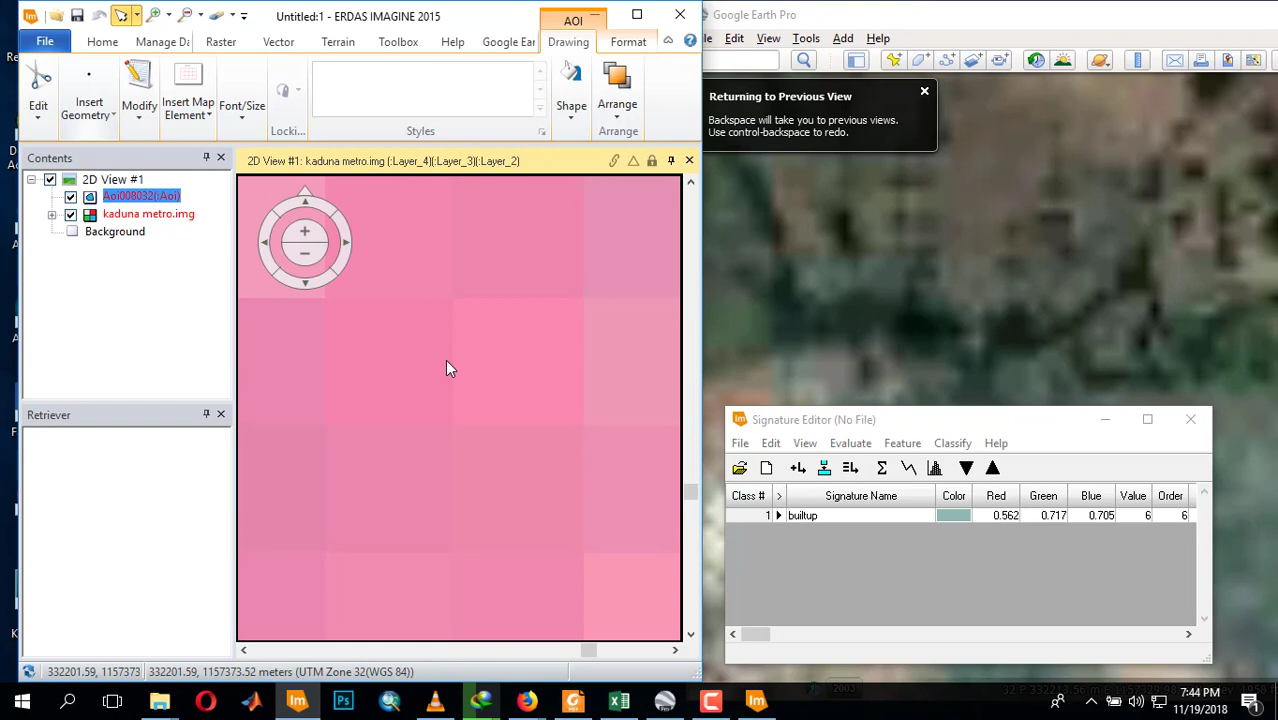 Untitled:1 - ERDAS IMAGINE 2015
AOI
File
Home
Manage Da
Raster
Vector
Terrain
Toolbox
Help
Google Ear
Drawing
Format
Edit
Insert
Geometry
Modify
Insert Map
Element
Font/Size
Locki...
Styles
Shape
Arrange
Arrange
Contents
2D View #1
Aoi008032(:Aoi)
kaduna metro.img
Background
Retriever
2D View #1: kaduna metro.img (:Layer_4)(:Layer_3)(:Layer_2)
332201.59, 1157373
332201.59, 1157373.52 meters (UTM Zone 32(WGS 84))
Google Earth Pro
le Edit View Tools Add Help
Returning to Previous View
Backspace will take you to previous views.
Use control-backspace to redo.
Signature Editor (No File)
File Edit View Evaluate Feature Classify Help
Class # > Signature Name Color Red Green Blue Value Order
1 builtup 0.562 0.717 0.705 6 6
2003
7:44 PM
11/19/2018